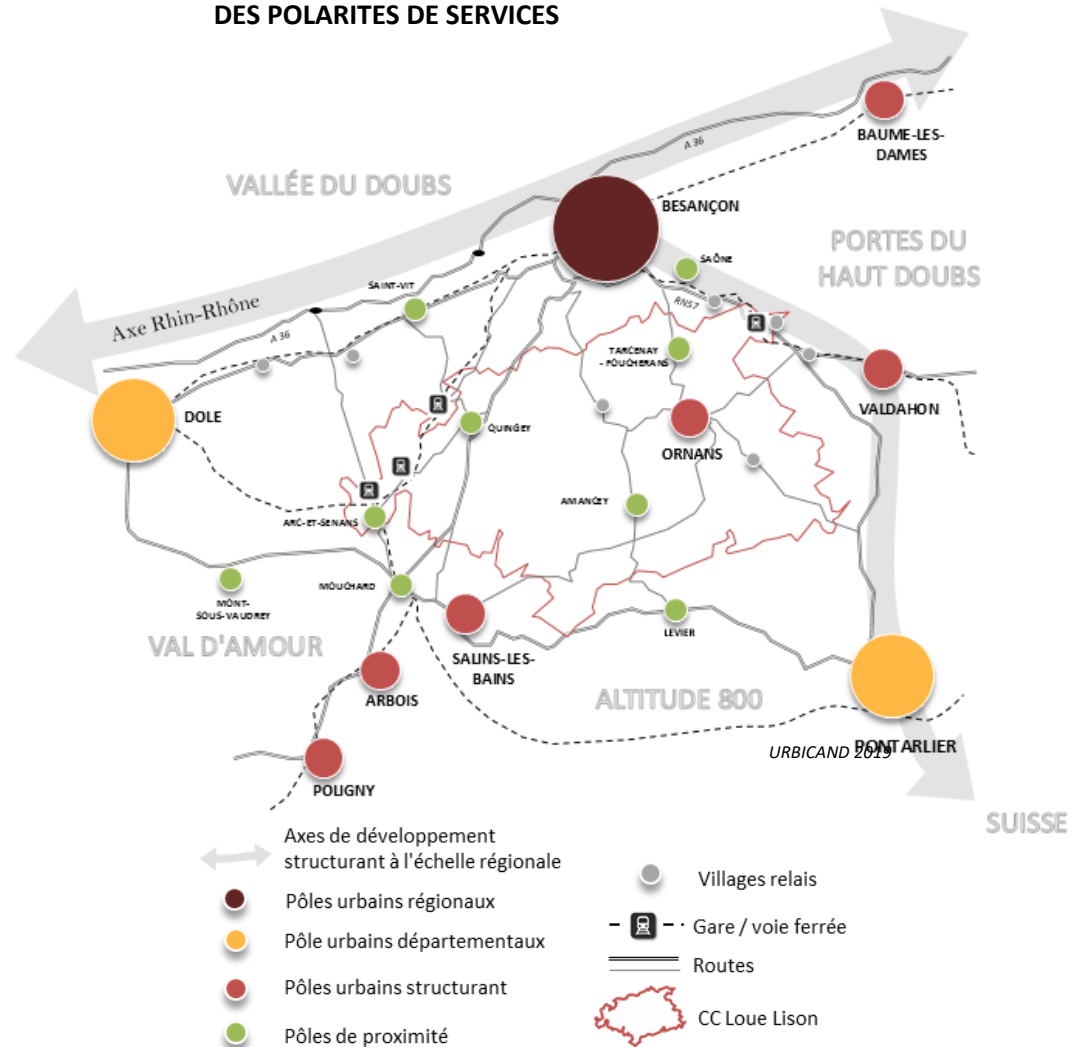 DES POLARITES DE SERVICES
A 36
BAUME-LES-
DAMES
VALLÉE DU DOUBS
BESANÇON
PORTES DU
HAUT DOUBS
SAÔNE
SAINT-VIT
RN57
Axe Rhin-Rhône
A 36
TARCENAY
- FOUCHERANS
VALDAHON
DOLE
QUINGEY
ORNANS
AMANCEY
ARC-ET-SENANS
MOUCHARD
MONT-
SOUS-VAUDREY
LEVIER
VAL D'AMOUR
SALINS-LES-
BAINS
ARBOIS
ALTITUDE 800
PONTARLIER
URBICAND 2019
POLIGNY
SUISSE
Axes de développement
structurant à l'échelle régionale
Pôles urbains régionaux
Pôle urbains départementaux
Pôles urbains structurant
Pôles de proximité
Villages relais
Gare / voie ferrée
Routes
CC Loue Lison